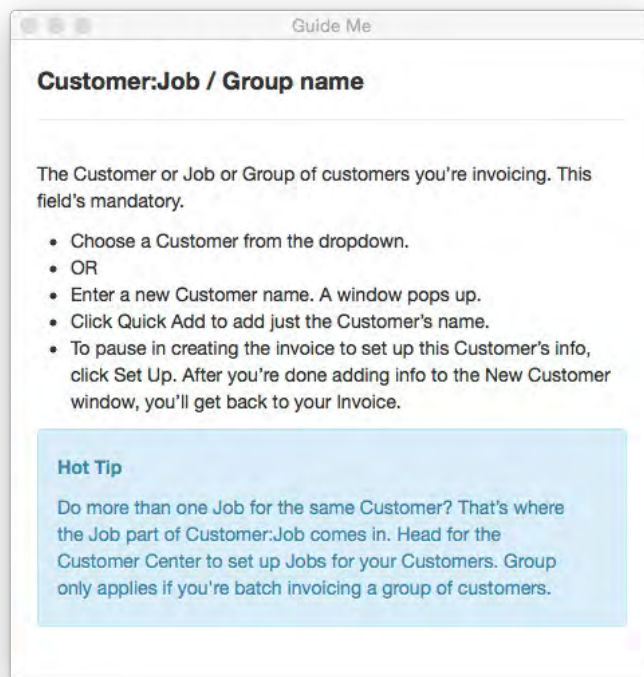 Guide Me
Customer:Job / Group name
The Customer or Job or Group of customers you're invoicing. This
field's mandatory.
• Choose a Customer from the dropdown.
• OR
• Enter a new Customer name. A window pops up.
• Click Quick Add to add just the Customer's name.
• To pause in creating the invoice to set up this Customer's info,
click Set Up. After you're done adding info to the New Customer
window, you'll get back to your Invoice.
Hot Tip
Do more than one Job for the same Customer? That's where
the Job part of Customer:Job comes in. Head for the
Customer Center to set up Jobs for your Customers. Group
only applies if you're batch invoicing a group of customers.